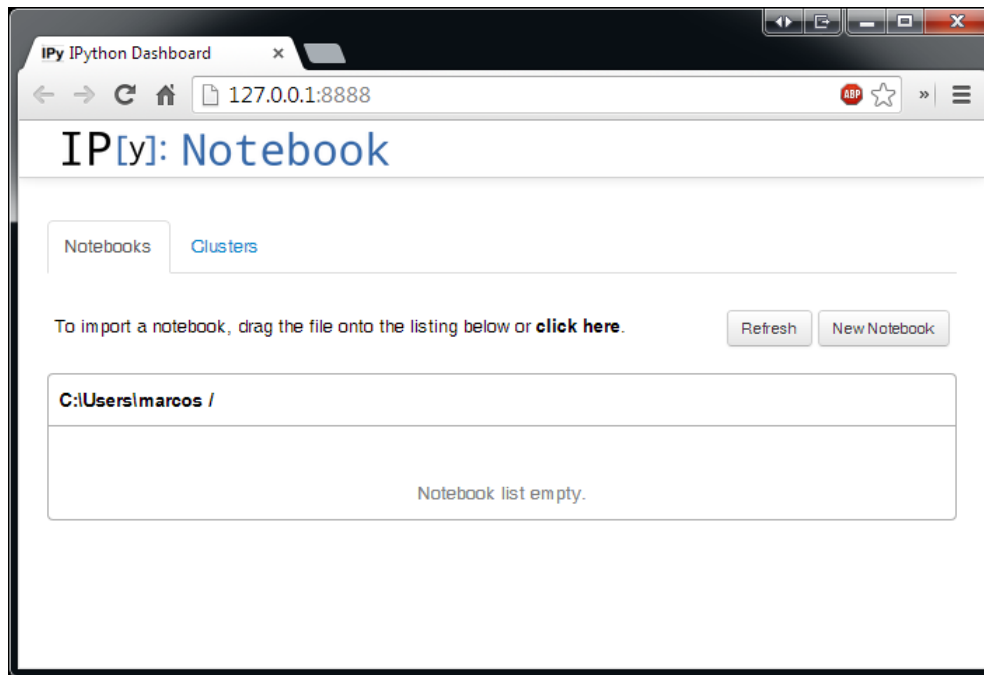 IPy IPython Dashboard
127.0.0.1:8888
ABP
»
IP[y]: Notebook
Notebooks Clusters
To import a notebook, drag the file onto the listing below or click here. Refresh New Notebook
C:\Users\marcos /
Notebook list empty.